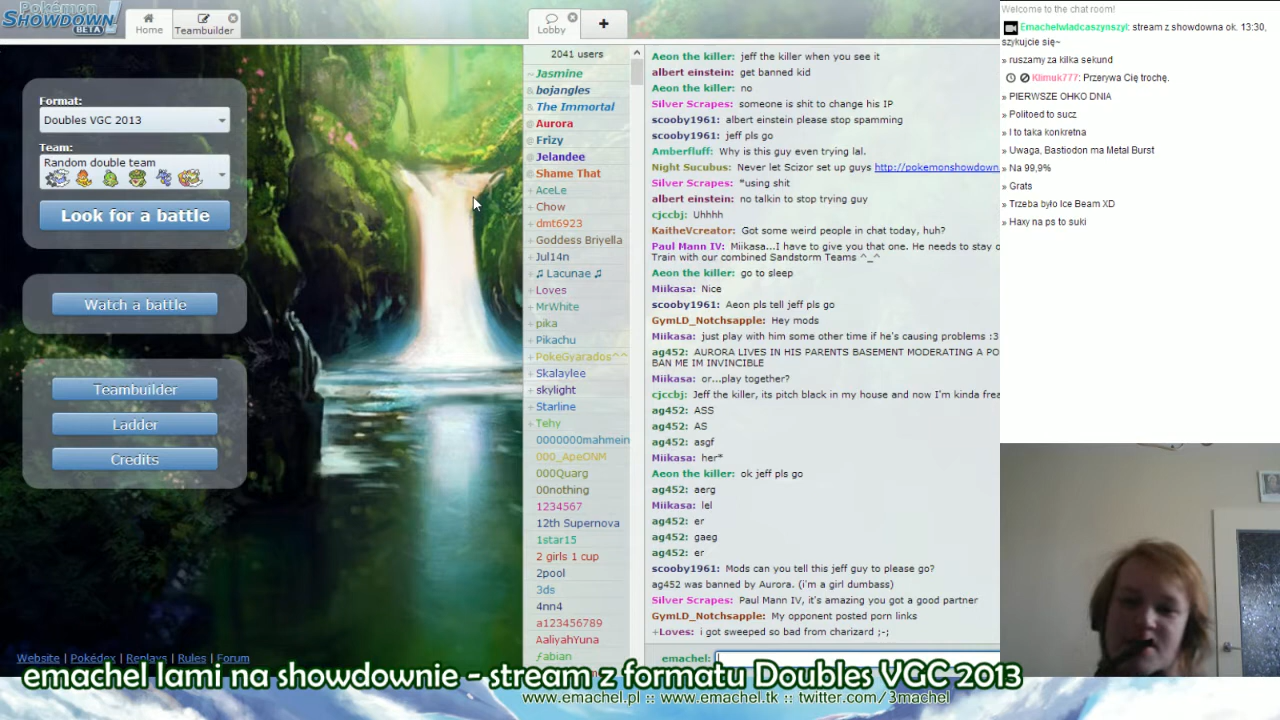 Pokémon
Showdown!
BETA
Home
Teambuilder
Lobby
Format:
Doubles VGC 2013
Team:
Random double team
Look for a battle
Watch a battle
Teambuilder
Ladder
Credits
Website | Pokédex | Replays | Rules | Forum
2041 users
~ Jasmine
& bojangles
& The Immortal
@ Aurora
@ Frizy
@ Jelandee
@ Shame That
+ AceLe
+ Chow
+ dmt6923
+ Goddess Briyella
+ Jul14n
+ ♫ Lacunae ♫
+ Loves
+ MrWhite
+ pika
+ Pikachu
+ PokeGyarados^^
+ Skalaylee
+ skylight
+ Starline
+ Tehy
0000000mahmein
000_ApeONM
000Quarg
00nothing
1234567
12th Supernova
1star15
2 girls 1 cup
2pool
3ds
4nn4
a123456789
AaliyahYuna
ƒabian
Aeon the killer: jeff the killer when you see it
albert einstein: get banned kid
Aeon the killer: no
Silver Scrapes: someone is shit to change his IP
scooby1961: albert einstein please stop spamming
scooby1961: jeff pls go
Amberfluff: Why is this guy even trying lal.
Night Sucubus: Never let Scizor set up guys http://pokemonshowdown.
Silver Scrapes: *using shit
albert einstein: no talkin to stop trying guy
cjccbj: Uhhhh
KaitheVcreator: Got some weird people in chat today, huh?
Paul Mann IV: Miikasa...I have to give you that one. He needs to stay o
Train with our combined Sandstorm Teams ^_^
Aeon the killer: go to sleep
Miikasa: Nice
scooby1961: Aeon pls tell jeff pls go
GymLD_Notchsapple: Hey mods
Miikasa: just play with him some other time if he's causing problems :3
ag452: AURORA LIVES IN HIS PARENTS BASEMENT MODERATING A PO
BAN ME IM INVINCIBLE
Miikasa: or...play together?
cjccbj: Jeff the killer, its pitch black in my house and now I'm kinda frea
ag452: ASS
ag452: AS
ag452: asgf
Miikasa: her*
Aeon the killer: ok jeff pls go
ag452: aerg
Miikasa: lel
ag452: er
ag452: gaeg
ag452: er
scooby1961: Mods can you tell this jeff guy to please go?
ag452 was banned by Aurora. (i'm a girl dumbass)
Silver Scrapes: Paul Mann IV, it's amazing you got a good partner
GymLD_Notchsapple: My opponent posted porn links
+Loves: i got sweeped so bad from charizard ;-;
emachel:
Welcome to the chat room!
Emachelwladcaszynszyl: stream z showdowna ok. 13:30,
szykujcie się~
» ruszamy za kilka sekund
Klimuk777: Przerywa Cię trochę.
» PIERWSZE OHKO DNIA
» Politoed to sucz
» I to taka konkretna
» Uwaga, Bastiodon ma Metal Burst
» Na 99,9%
» Grats
» Trzeba było Ice Beam XD
» Haxy na ps to suki
emachel lami na showdownie - stream z formatu Doubles VGC 2013
www.emachel.pl :: www.emachel.tk :: twitter.com/3machel